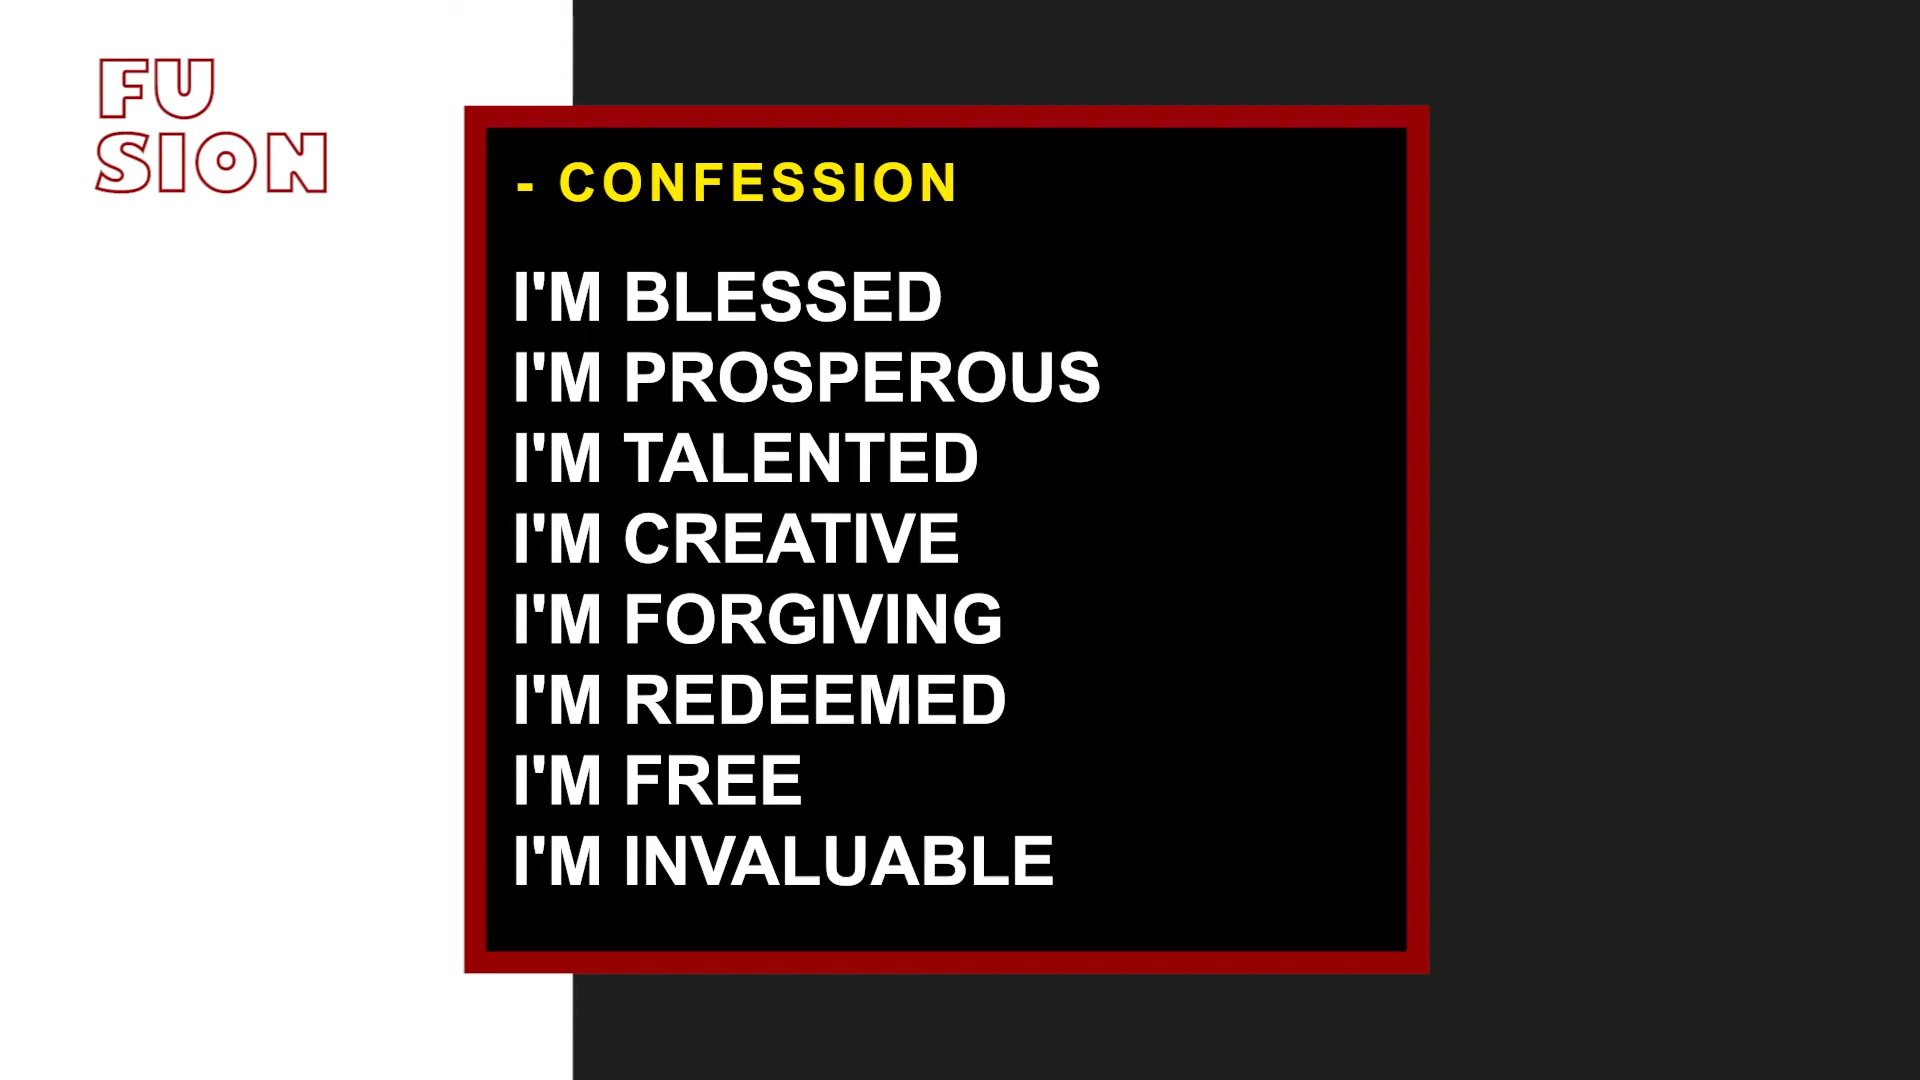 FU
SION
- CONFESSION
I'M BLESSED
I'M PROSPEROUS
I'M TALENTED
I'M CREATIVE
I'M FORGIVING
I'M REDEEMED
I'M FREE
I'M INVALUABLE